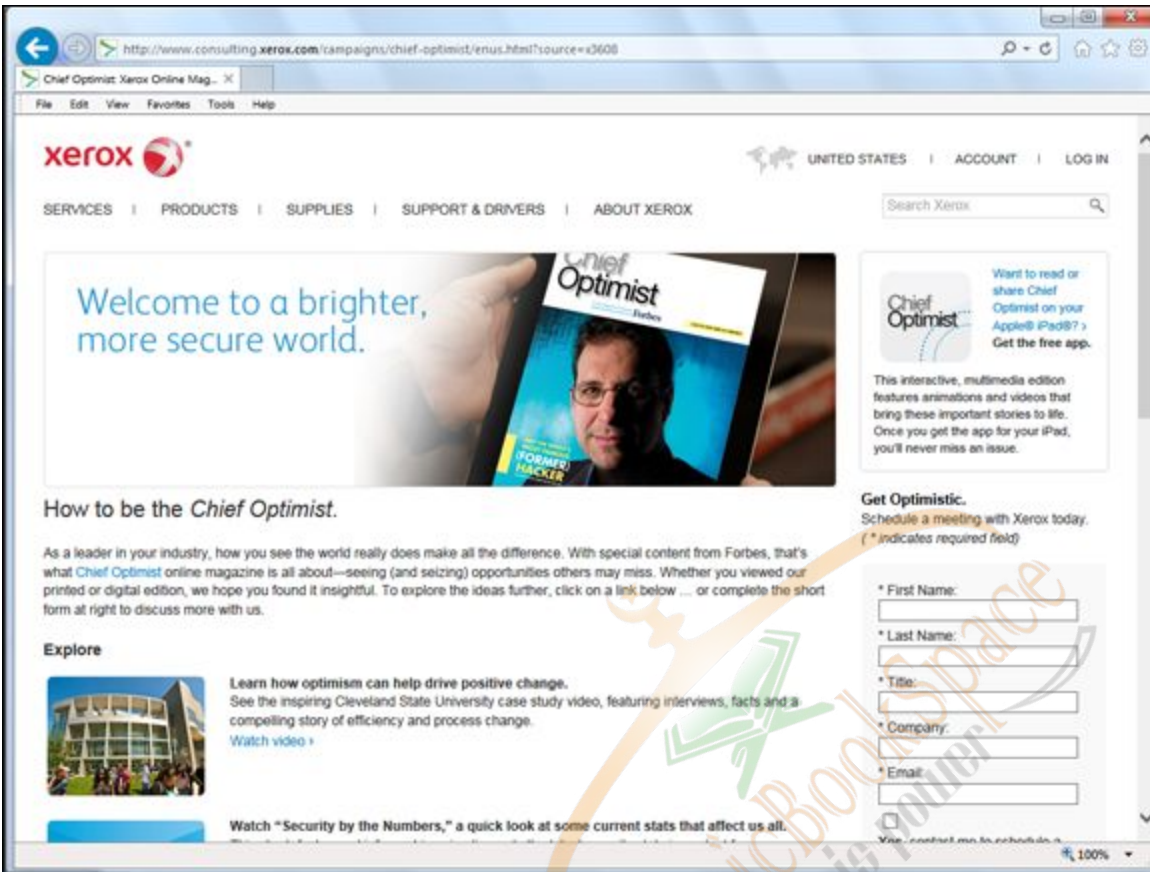 http://www.consulting.xerox.com/campaigns/chief-optimist/enus.html?source=x3608
Chief Optimist: Xerox Online Mag...
File Edit View Favorites Tools Help
xerox
UNITED STATES | ACCOUNT | LOG IN
SERVICES | PRODUCTS | SUPPLIES | SUPPORT & DRIVERS | ABOUT XEROX
Search Xerox
Welcome to a brighter,
more secure world.
Chief
Optimist
Forbes
(FORMER)
HACKER
Chief
Optimist
Want to read or
share Chief
Optimist on your
Apple® iPad®? ›
Get the free app.
This interactive, multimedia edition
features animations and videos that
bring these important stories to life.
Once you get the app for your iPad,
you'll never miss an issue.
How to be the Chief Optimist.
As a leader in your industry, how you see the world really does make all the difference. With special content from Forbes, that's
what Chief Optimist online magazine is all about—seeing (and seizing) opportunities others may miss. Whether you viewed our
printed or digital edition, we hope you found it insightful. To explore the ideas further, click on a link below ... or complete the short
form at right to discuss more with us.
Explore
Learn how optimism can help drive positive change.
See the inspiring Cleveland State University case study video, featuring interviews, facts and a
compelling story of efficiency and process change.
Watch video ›
Watch "Security by the Numbers," a quick look at some current stats that affect us all.
Get Optimistic.
Schedule a meeting with Xerox today.
( * indicates required field)
* First Name:
* Last Name:
* Title:
* Company:
* Email:
Yes, contact me to schedule a
100%
BookSpace
is power